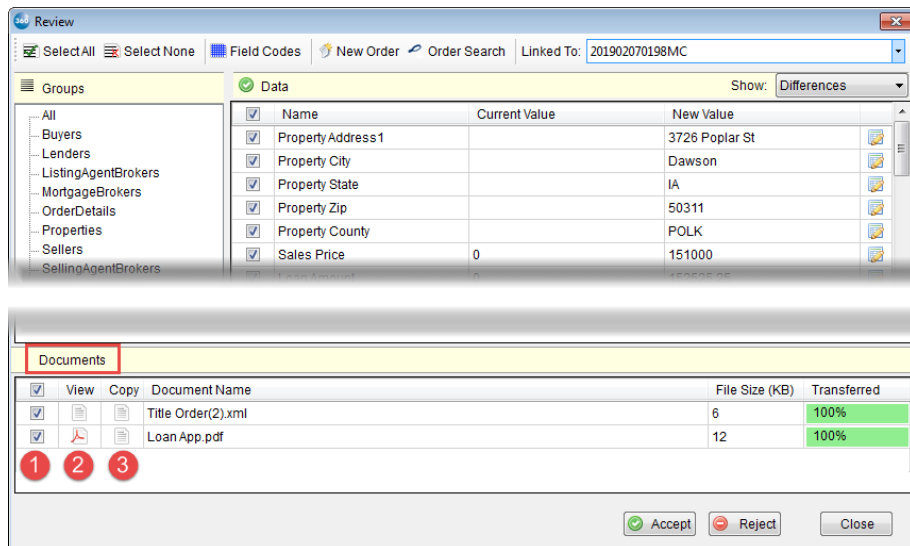 360 Review
Select All Select None Field Codes New Order Order Search Linked To: 201902070198MC
Groups
All
Buyers
Lenders
ListingAgentBrokers
MortgageBrokers
OrderDetails
Properties
Sellers
SellingAgentBrokers
Data Show: Differences
Name Current Value New Value
Property Address1 3726 Poplar St
Property City Dawson
Property State IA
Property Zip 50311
Property County POLK
Sales Price 0 151000
Loan Amount 0
Documents
View Copy Document Name File Size (KB) Transferred
Title Order(2).xml 6 100%
Loan App.pdf 12 100%
1 2 3
Accept Reject Close